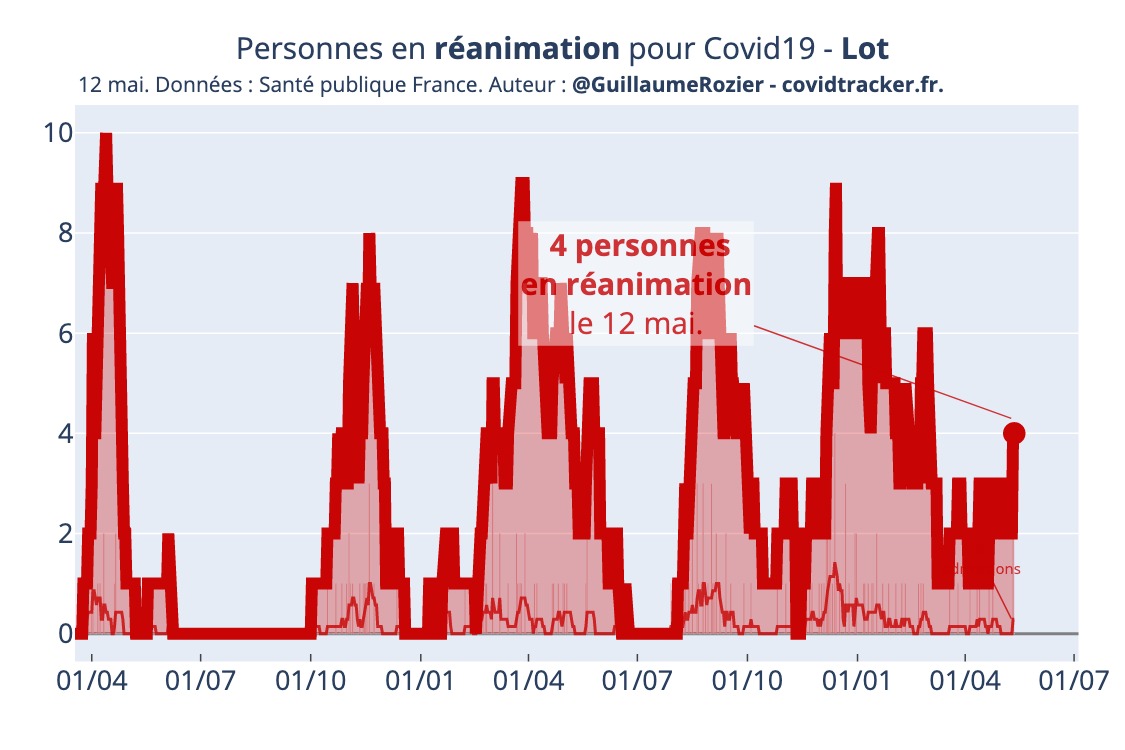 Personnes en réanimation pour Covid19 - Lot
12 mai. Données : Santé publique France. Auteur : @GuillaumeRozier - covidtracker.fr.
10
8
6
4
2
0
4 personnes
en réanimation
le 12 mai.
01/04 01/07 01/10 01/01 01/04 01/07 01/10 01/01 01/04 01/07